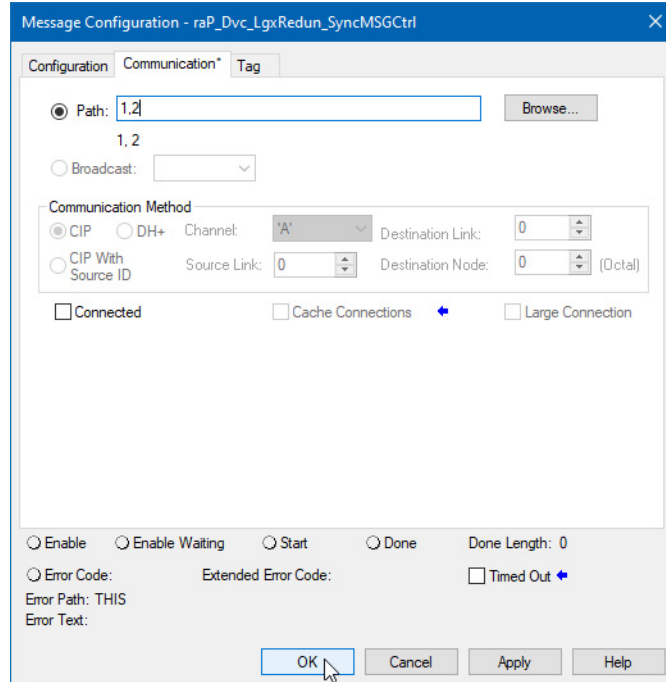 Message Configuration - raP_Dvc_LgxRedun_SyncMSGCtrl
Configuration Communication* Tag
Path: 1,2 Browse...
1, 2
Broadcast:
Communication Method
CIP DH+ Channel: 'A' Destination Link: 0
CIP With Source ID Source Link: 0 Destination Node: 0 (Octal)
Connected Cache Connections Large Connection
Enable Enable Waiting Start Done Done Length: 0
Error Code: Extended Error Code: Timed Out
Error Path: THIS
Error Text:
OK Cancel Apply Help